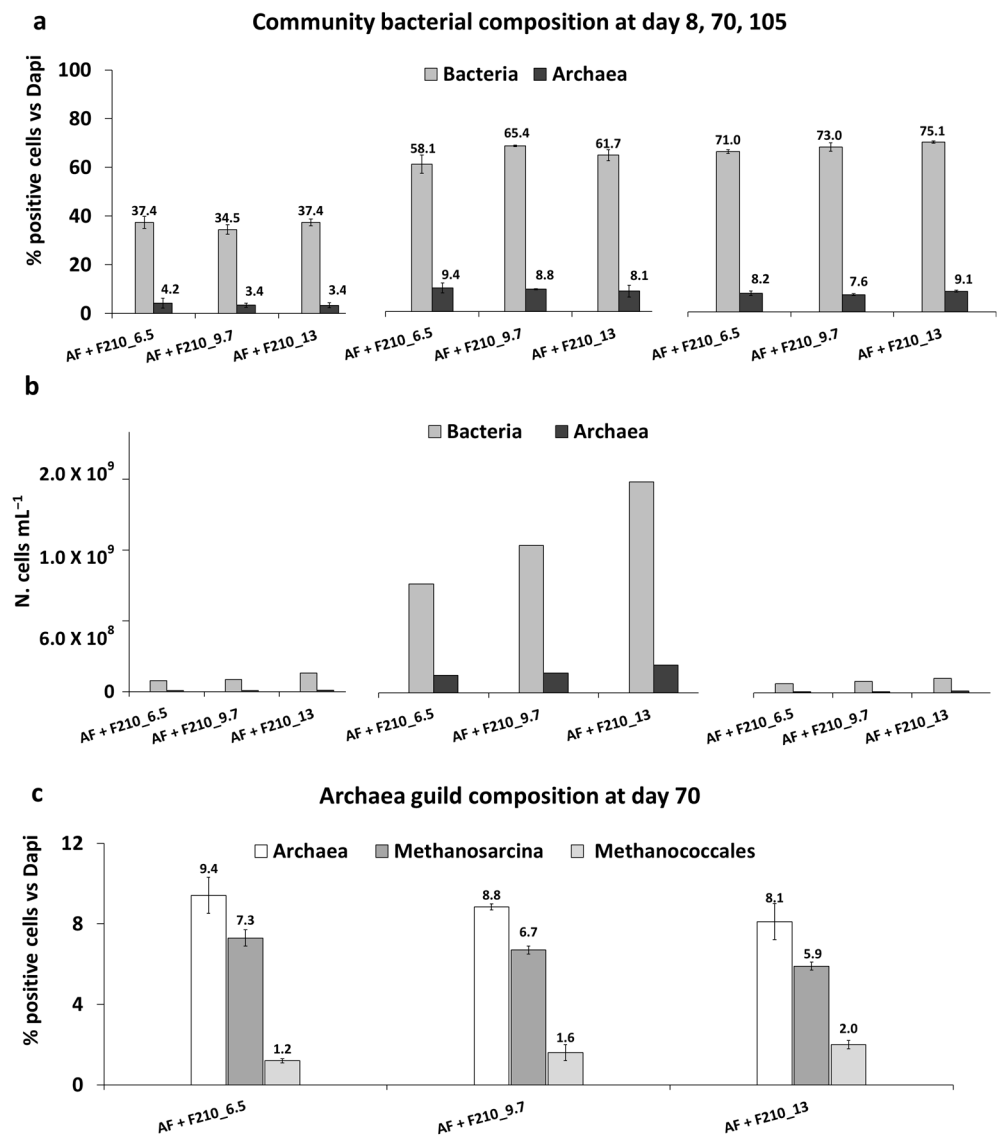 a
Community bacterial composition at day 8, 70, 105
% positive cells vs Dapi
Bacteria Archaea
100
80
60
40
20
0
37.4 4.2 34.5 3.4 37.4 3.4
58.1 9.4 65.4 8.8 61.7 8.1
71.0 8.2 73.0 7.6 75.1 9.1
AF + F210_6.5 AF + F210_9.7 AF + F210_13
AF + F210_6.5 AF + F210_9.7 AF + F210_13
AF + F210_6.5 AF + F210_9.7 AF + F210_13
b
N. cells mL⁻¹
Bacteria Archaea
2.0 X 10⁹
1.0 X 10⁹
6.0 X 10⁸
0
AF + F210_6.5 AF + F210_9.7 AF + F210_13
AF + F210_6.5 AF + F210_9.7 AF + F210_13
AF + F210_6.5 AF + F210_9.7 AF + F210_13
c
Archaea guild composition at day 70
% positive cells vs Dapi
Archaea Methanosarcina Methanococcales
12
8
4
0
9.4 7.3 1.2
8.8 6.7 1.6
8.1 5.9 2.0
AF + F210_6.5 AF + F210_9.7 AF + F210_13